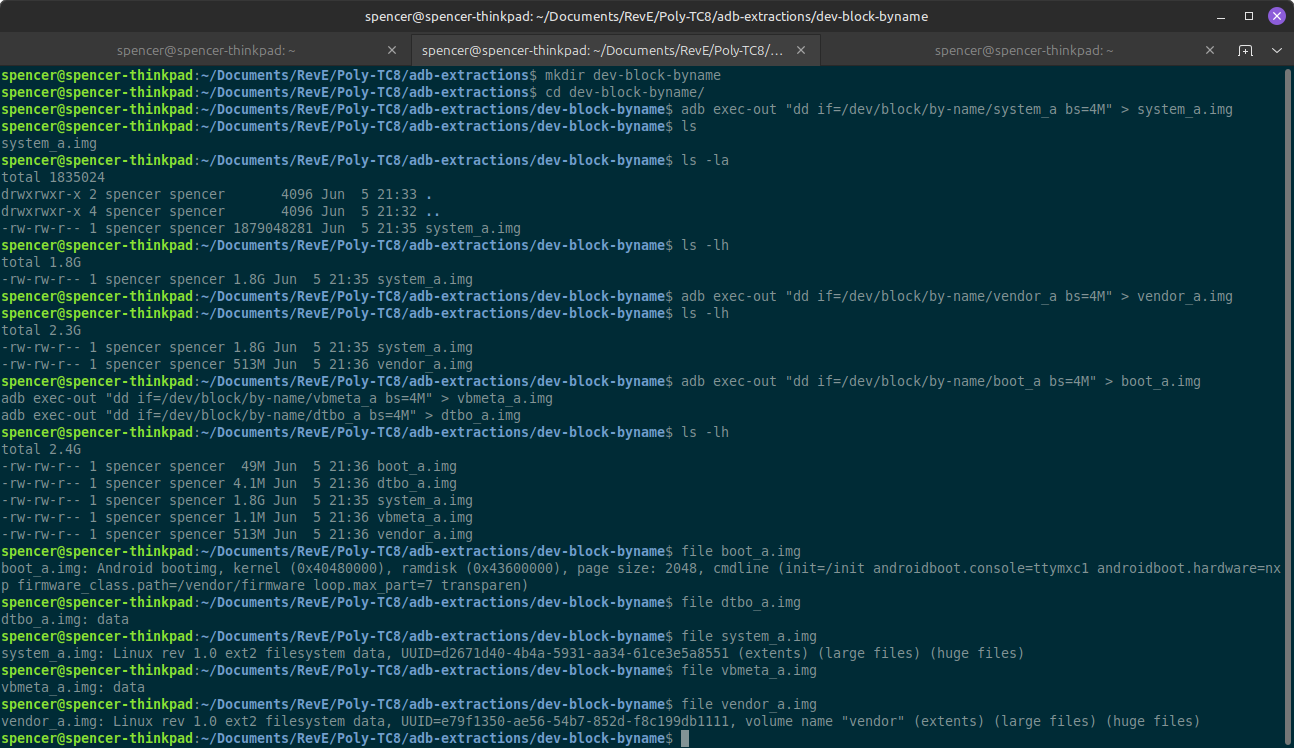 spencer@spencer-thinkpad: ~/Documents/RevE/Poly-TC8/adb-extractions/dev-block-byname
spencer@spencer-thinkpad: ~
spencer@spencer-thinkpad: ~/Documents/RevE/Poly-TC8/...
spencer@spencer-thinkpad: ~
spencer@spencer-thinkpad:~/Documents/RevE/Poly-TC8/adb-extractions$ mkdir dev-block-byname
spencer@spencer-thinkpad:~/Documents/RevE/Poly-TC8/adb-extractions$ cd dev-block-byname/
spencer@spencer-thinkpad:~/Documents/RevE/Poly-TC8/adb-extractions/dev-block-byname$ adb exec-out "dd if=/dev/block/by-name/system_a bs=4M" > system_a.img
spencer@spencer-thinkpad:~/Documents/RevE/Poly-TC8/adb-extractions/dev-block-byname$ ls
system_a.img
spencer@spencer-thinkpad:~/Documents/RevE/Poly-TC8/adb-extractions/dev-block-byname$ ls -la
total 1835024
drwxrwxr-x 2 spencer spencer       4096 Jun  5 21:33 .
drwxrwxr-x 4 spencer spencer       4096 Jun  5 21:32 ..
-rw-rw-r-- 1 spencer spencer 1879048281 Jun  5 21:35 system_a.img
spencer@spencer-thinkpad:~/Documents/RevE/Poly-TC8/adb-extractions/dev-block-byname$ ls -lh
total 1.8G
-rw-rw-r-- 1 spencer spencer 1.8G Jun  5 21:35 system_a.img
spencer@spencer-thinkpad:~/Documents/RevE/Poly-TC8/adb-extractions/dev-block-byname$ adb exec-out "dd if=/dev/block/by-name/vendor_a bs=4M" > vendor_a.img
spencer@spencer-thinkpad:~/Documents/RevE/Poly-TC8/adb-extractions/dev-block-byname$ ls -lh
total 2.3G
-rw-rw-r-- 1 spencer spencer 1.8G Jun  5 21:35 system_a.img
-rw-rw-r-- 1 spencer spencer 513M Jun  5 21:36 vendor_a.img
spencer@spencer-thinkpad:~/Documents/RevE/Poly-TC8/adb-extractions/dev-block-byname$ adb exec-out "dd if=/dev/block/by-name/boot_a bs=4M" > boot_a.img
adb exec-out "dd if=/dev/block/by-name/vbmeta_a bs=4M" > vbmeta_a.img
adb exec-out "dd if=/dev/block/by-name/dtbo_a bs=4M" > dtbo_a.img
spencer@spencer-thinkpad:~/Documents/RevE/Poly-TC8/adb-extractions/dev-block-byname$ ls -lh
total 2.4G
-rw-rw-r-- 1 spencer spencer  49M Jun  5 21:36 boot_a.img
-rw-rw-r-- 1 spencer spencer 4.1M Jun  5 21:36 dtbo_a.img
-rw-rw-r-- 1 spencer spencer 1.8G Jun  5 21:35 system_a.img
-rw-rw-r-- 1 spencer spencer 1.1M Jun  5 21:36 vbmeta_a.img
-rw-rw-r-- 1 spencer spencer 513M Jun  5 21:36 vendor_a.img
spencer@spencer-thinkpad:~/Documents/RevE/Poly-TC8/adb-extractions/dev-block-byname$ file boot_a.img
boot_a.img: Android bootimg, kernel (0x40480000), ramdisk (0x43600000), page size: 2048, cmdline (init=/init androidboot.console=ttymxc1 androidboot.hardware=nx
p firmware_class.path=/vendor/firmware loop.max_part=7 transparen)
spencer@spencer-thinkpad:~/Documents/RevE/Poly-TC8/adb-extractions/dev-block-byname$ file dtbo_a.img
dtbo_a.img: data
spencer@spencer-thinkpad:~/Documents/RevE/Poly-TC8/adb-extractions/dev-block-byname$ file system_a.img
system_a.img: Linux rev 1.0 ext2 filesystem data, UUID=d2671d40-4b4a-5931-aa34-61ce3e5a8551 (extents) (large files) (huge files)
spencer@spencer-thinkpad:~/Documents/RevE/Poly-TC8/adb-extractions/dev-block-byname$ file vbmeta_a.img
vbmeta_a.img: data
spencer@spencer-thinkpad:~/Documents/RevE/Poly-TC8/adb-extractions/dev-block-byname$ file vendor_a.img
vendor_a.img: Linux rev 1.0 ext2 filesystem data, UUID=e79f1350-ae56-54b7-852d-f8c199db1111, volume name "vendor" (extents) (large files) (huge files)
spencer@spencer-thinkpad:~/Documents/RevE/Poly-TC8/adb-extractions/dev-block-byname$